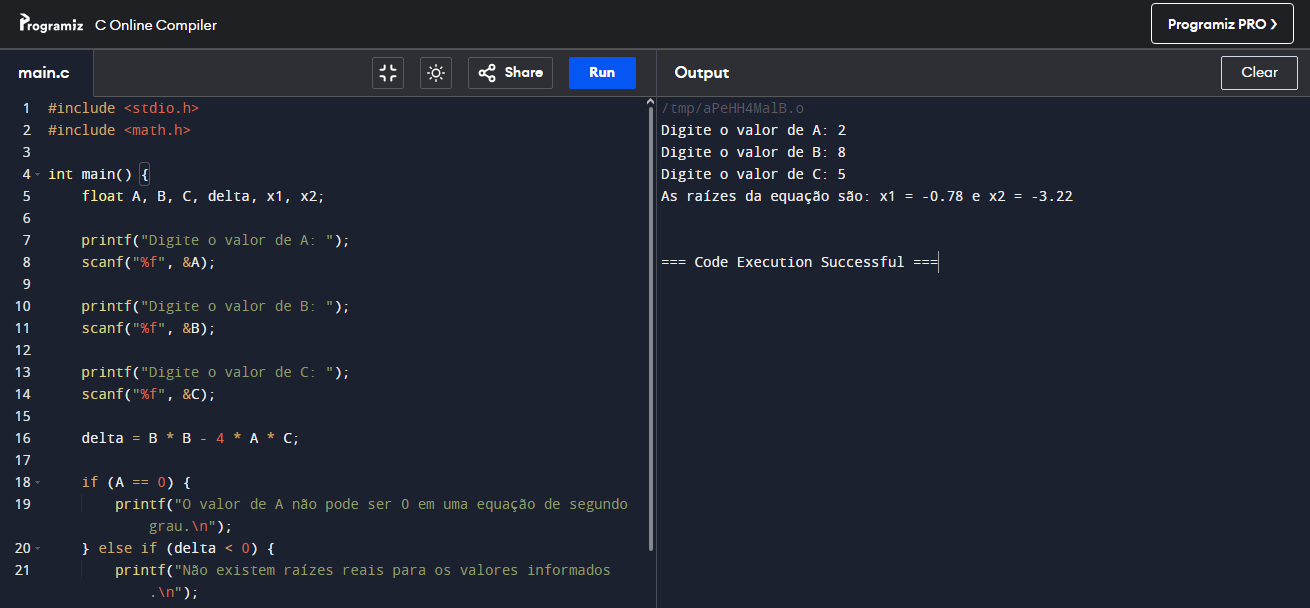 Programiz C Online Compiler
Programiz PRO >
main.c
Share
Run
Output
Clear
1 #include <stdio.h>
2 #include <math.h>
3
4 int main() {
5 float A, B, C, delta, x1, x2;
6
7 printf("Digite o valor de A: ");
8 scanf("%f", &A);
9
10 printf("Digite o valor de B: ");
11 scanf("%f", &B);
12
13 printf("Digite o valor de C: ");
14 scanf("%f", &C);
15
16 delta = B * B - 4 * A * C;
17
18 if (A == 0) {
19 printf("O valor de A não pode ser 0 em uma equação de segundo
grau.\n");
20 } else if (delta < 0) {
21 printf("Não existem raízes reais para os valores informados
.\n");
/tmp/aPeHH4MalB.o
Digite o valor de A: 2
Digite o valor de B: 8
Digite o valor de C: 5
As raízes da equação são: x1 = -0.78 e x2 = -3.22
=== Code Execution Successful ===